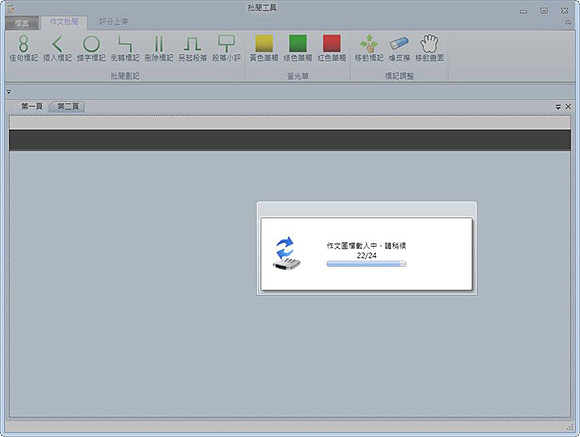 批閱工具
檔案 作文批閱 評分上傳
佳句標記 插入標記 錯字標記 刪除標記 另起段落 段落小評 黃色螢觸 綠色螢觸 紅色螢觸 移動標記 橡皮擦 移動畫面
批閱劃記 螢光筆 標記調整
第一頁 第二頁
作文圖檔載入中，請稍候
22/24